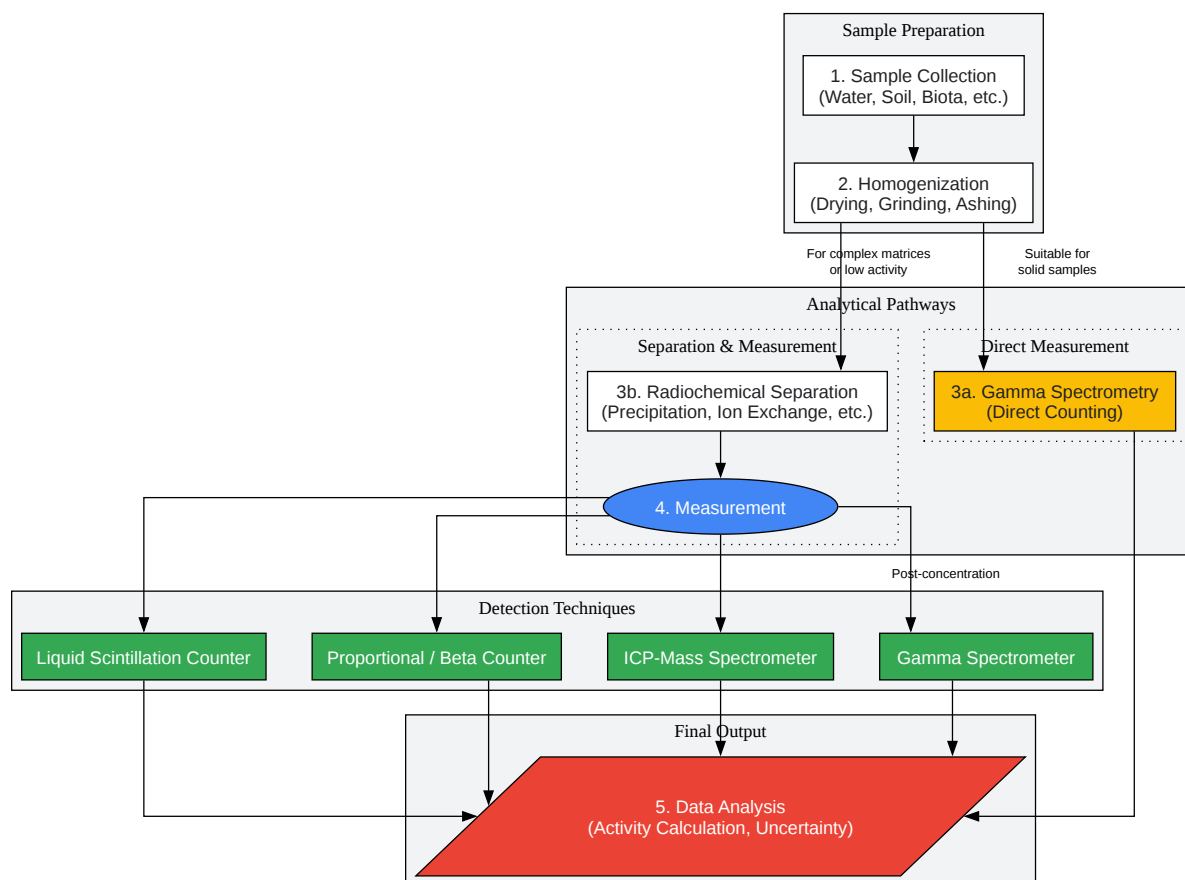 Sample Preparation
1. Sample Collection
(Water, Soil, Biota, etc.)
2. Homogenization
(Drying, Grinding, Ashing)
For complex matrices
or low activity
Suitable for
solid samples
Analytical Pathways
Separation & Measurement
Direct Measurement
3b. Radiochemical Separation
(Precipitation, Ion Exchange, etc.)
3a. Gamma Spectrometry
(Direct Counting)
4. Measurement
Post-concentration
Detection Techniques
Liquid Scintillation Counter
Proportional / Beta Counter
ICP-Mass Spectrometer
Gamma Spectrometer
Final Output
5. Data Analysis
(Activity Calculation, Uncertainty)